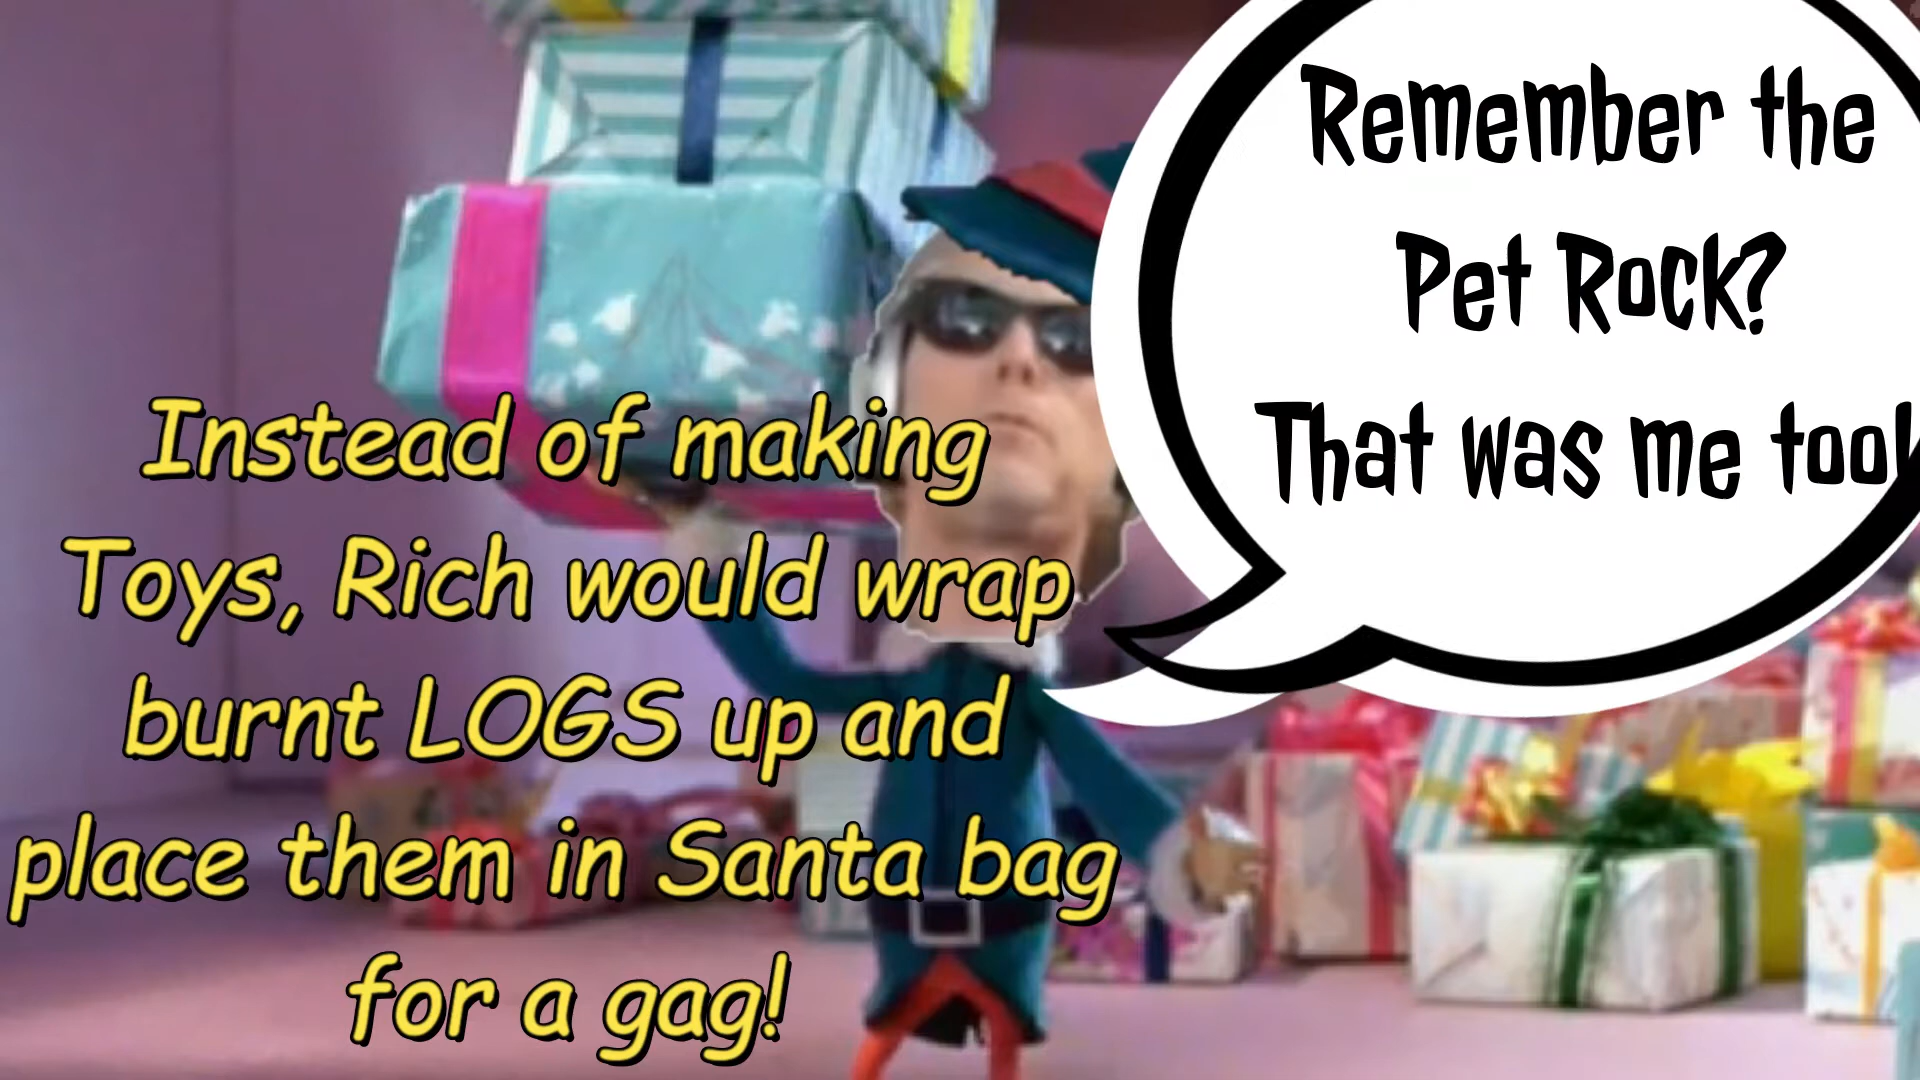 Remember the
Pet Rock?
That was me too!
Instead of making
Toys, Rich would wrap
burnt LOGS up and
place them in Santa bag
for a gag!